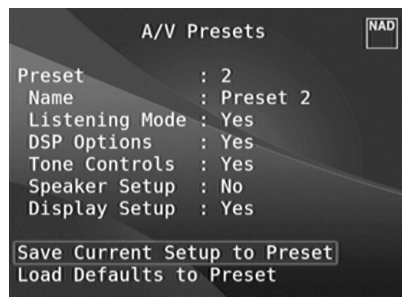 A/V Presets
NAD
Preset : 2
Name : Preset 2
Listening Mode : Yes
DSP Options : Yes
Tone Controls : Yes
Speaker Setup : No
Display Setup : Yes
Save Current Setup to Preset
Load Defaults to Preset